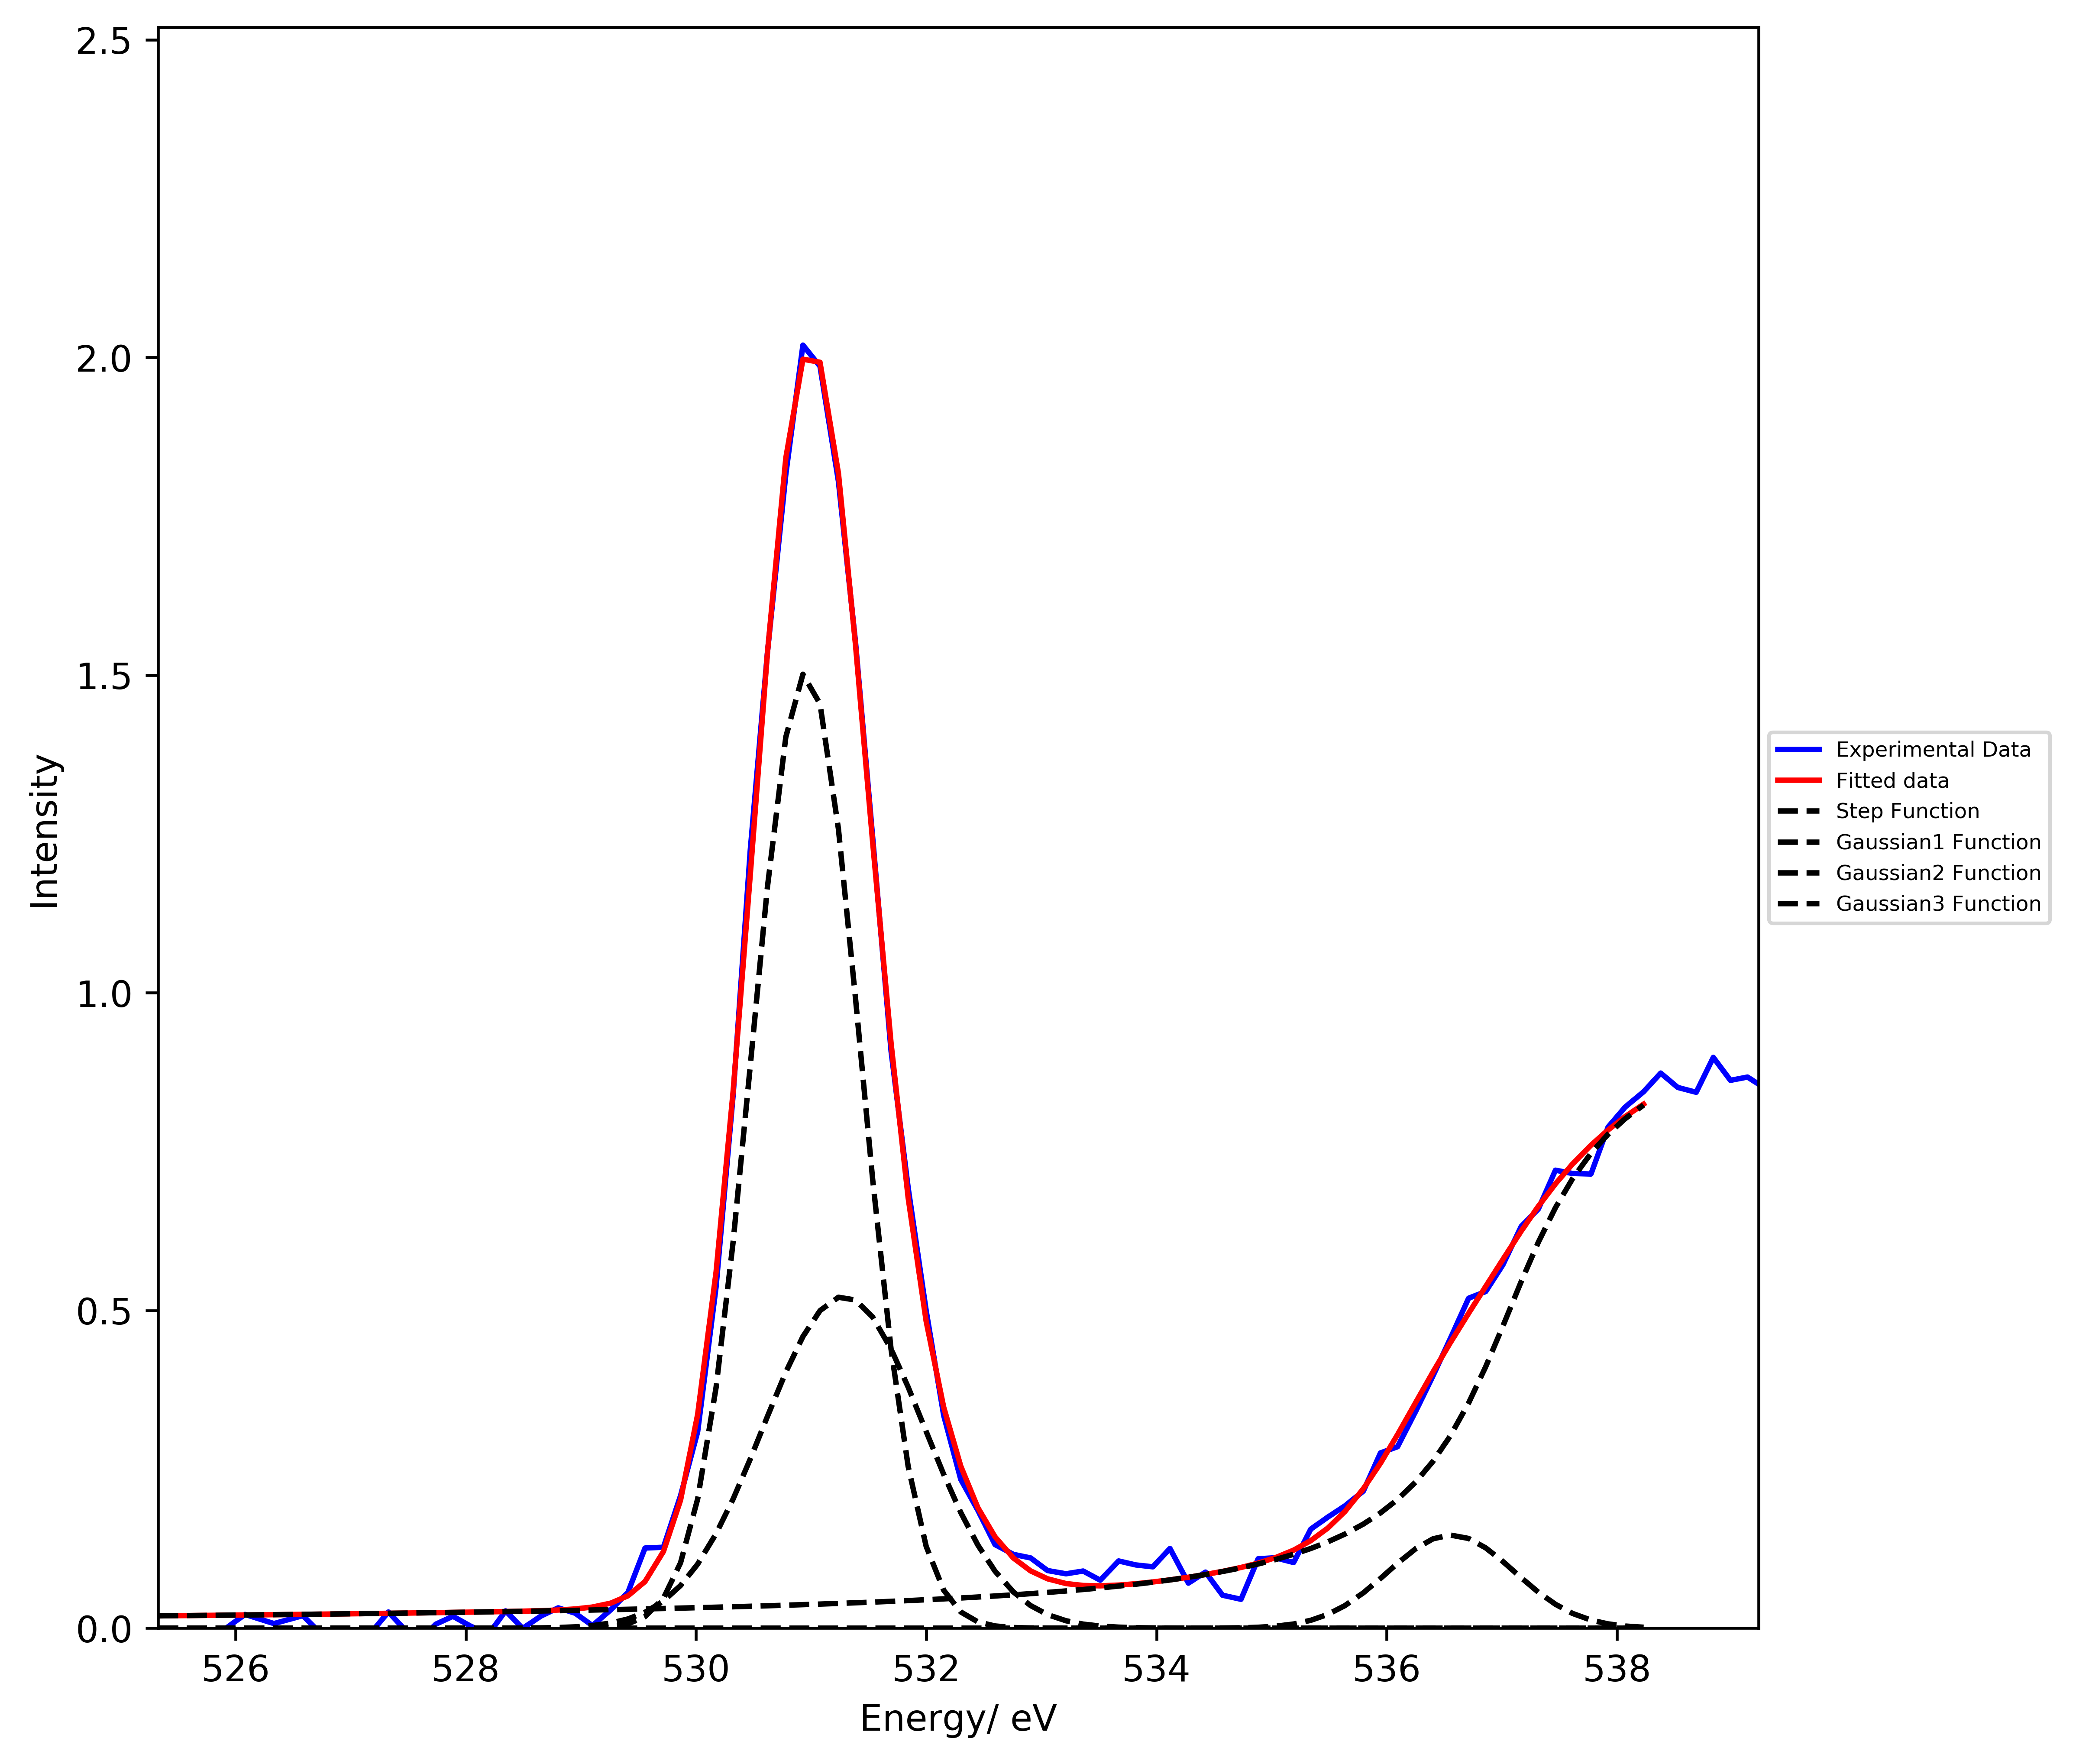 2.5
2.0
1.5
1.0
0.5
0.0
Intensity
526 528 530 532 534 536 538
Energy/ eV
Experimental Data
Fitted data
Step Function
Gaussian1 Function
Gaussian2 Function
Gaussian3 Function